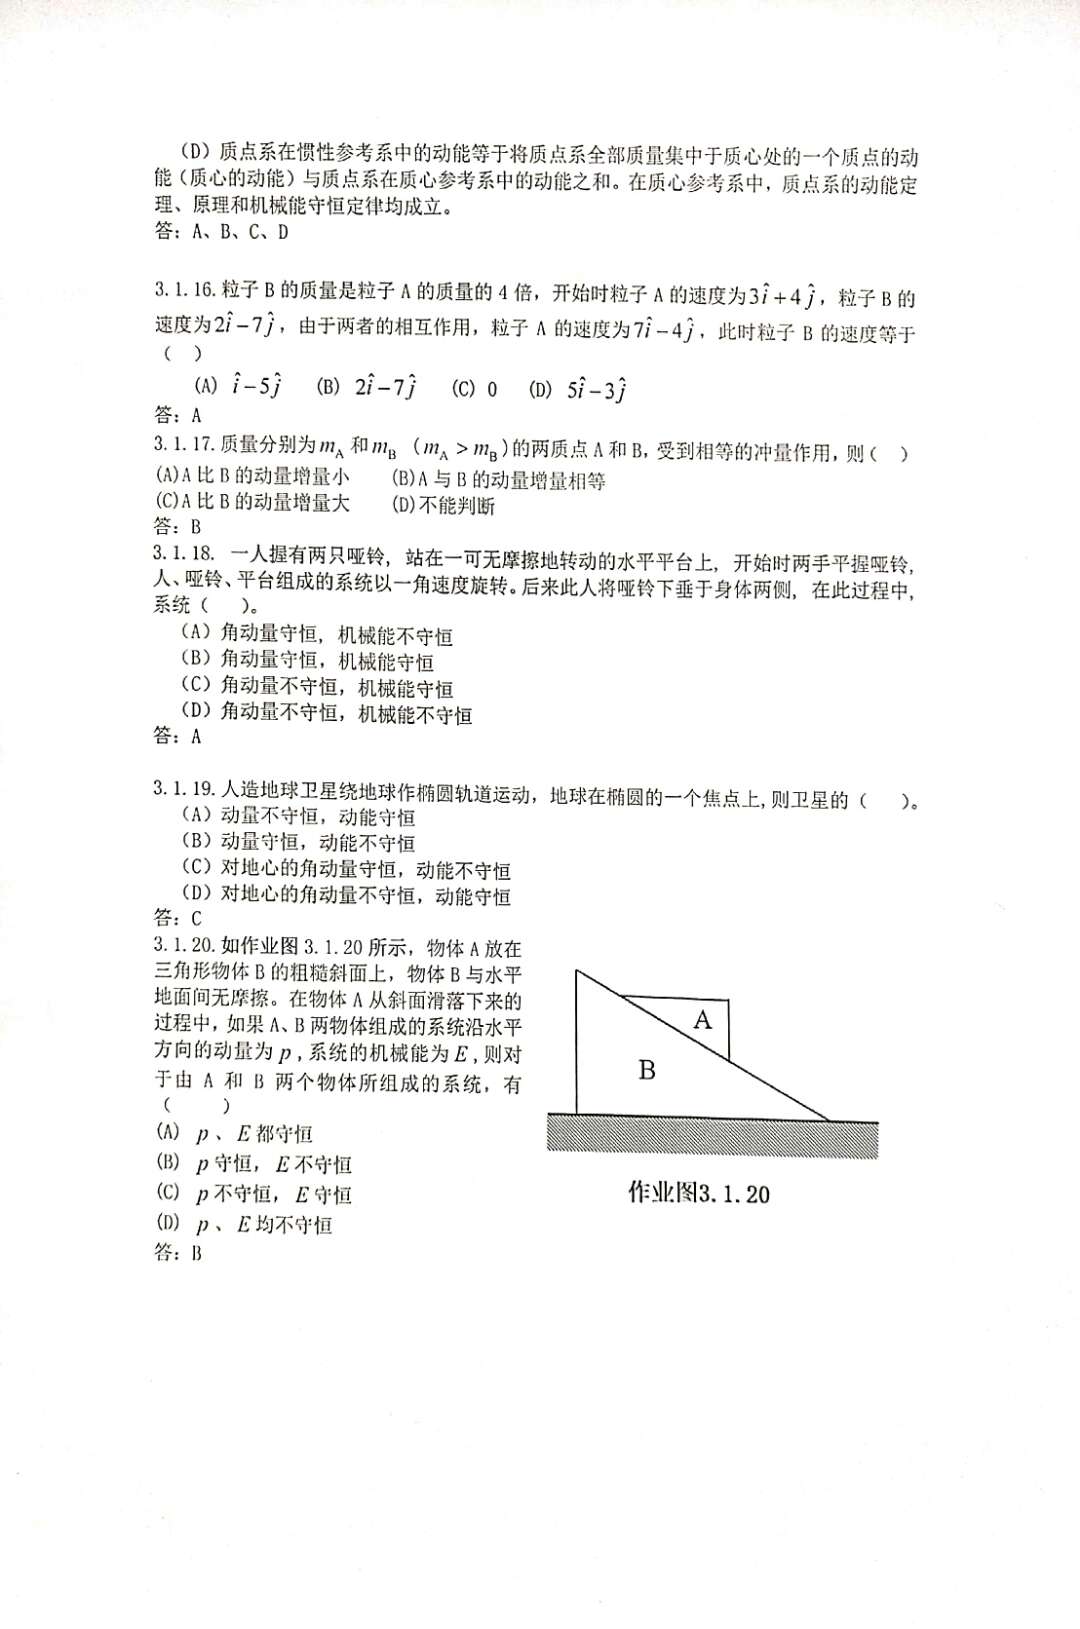 (D) 质点系在惯性参考系中的动能等于将质点系全部质量集中于质心处的一个质点的动
能(质心的动能)与质点系在质心参考系中的动能之和。在质心参考系中，质点系的动能定
理、原理和机械能守恒定律均成立。
答：A、B、C、D
3.1.16.粒子 B 的质量是粒子 A 的质量的 4 倍，开始时粒子 A 的速度为3î+4ĵ，粒子 B 的
速度为2î−7ĵ，由于两者的相互作用，粒子 A 的速度为7î−4ĵ，此时粒子 B 的速度等于
(  )
(A) î−5ĵ (B) 2î−7ĵ (C) 0 (D) 5î−3ĵ
答：A
3.1.17.质量分别为m_A 和m_B (m_A > m_B)的两质点 A 和 B,受到相等的冲量作用,则(  )
(A)A 比 B 的动量增量小 (B)A 与 B 的动量增量相等
(C)A 比 B 的动量增量大 (D)不能判断
答：B
3.1.18. 一人握有两只哑铃，站在一可无摩擦地转动的水平平台上，开始时两手平握哑铃,
人、哑铃、平台组成的系统以一角速度旋转。后来此人将哑铃下垂于身体两侧，在此过程中,
系统(  )。
(A) 角动量守恒，机械能不守恒
(B) 角动量守恒，机械能守恒
(C) 角动量不守恒，机械能守恒
(D) 角动量不守恒，机械能不守恒
答：A
3.1.19.人造地球卫星绕地球作椭圆轨道运动，地球在椭圆的一个焦点上,则卫星的(  )。
(A) 动量不守恒，动能守恒
(B) 动量守恒，动能不守恒
(C) 对地心的角动量守恒，动能不守恒
(D) 对地心的角动量不守恒，动能守恒
答：C
3.1.20.如作业图 3.1.20 所示，物体 A 放在
三角形物体 B 的粗糙斜面上，物体 B 与水平
地面间无摩擦。在物体 A 从斜面滑落下来的
过程中,如果 A、B 两物体组成的系统沿水平
方向的动量为 p ,系统的机械能为 E ,则对
于由 A 和 B 两个物体所组成的系统，有
(  )
(A) p 、 E 都守恒
(B) p 守恒， E 不守恒
(C) p 不守恒， E 守恒
(D) p 、 E 均不守恒
答：B
A
B
作业图3.1.20